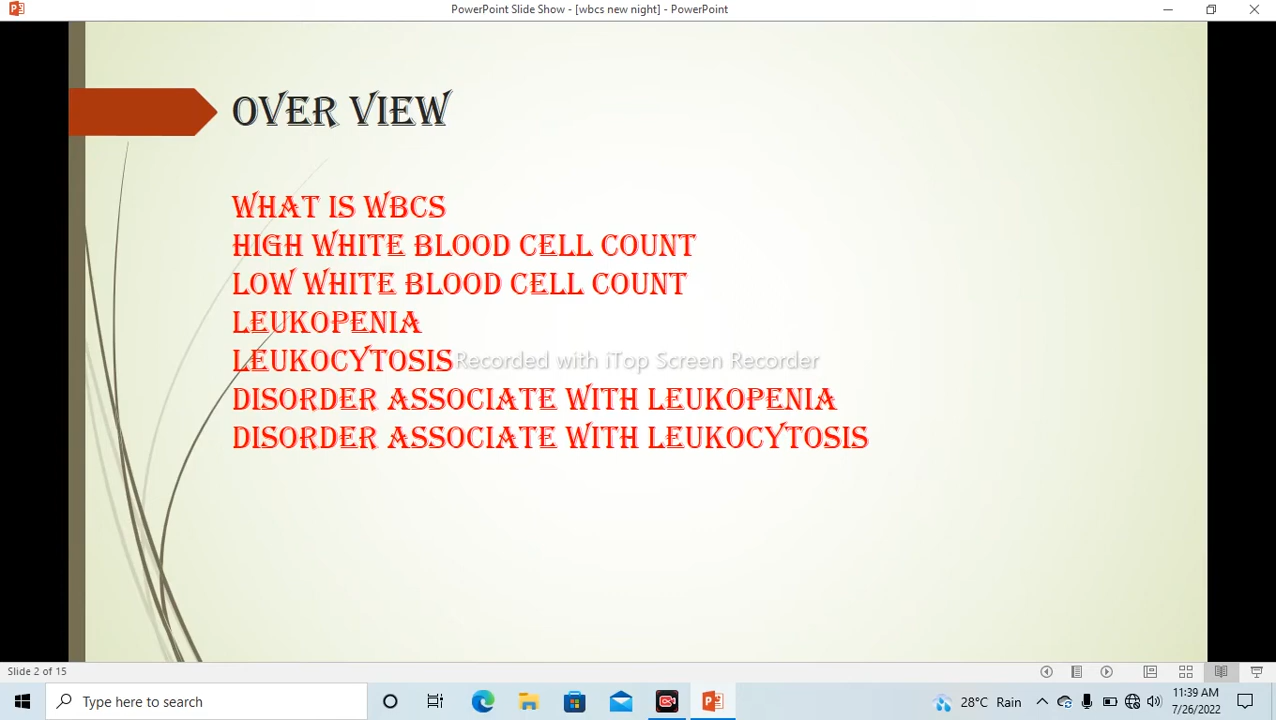 PowerPoint Slide Show - [wbcs new night] - PowerPoint
OVER VIEW
WHAT IS WBCS
HIGH WHITE BLOOD CELL COUNT
LOW WHITE BLOOD CELL COUNT
LEUKOPENIA
LEUKOCYTOSIS
Recorded with iTop Screen Recorder
DISORDER ASSOCIATE WITH LEUKOPENIA
DISORDER ASSOCIATE WITH LEUKOCYTOSIS
Slide 2 of 15
Type here to search
28°C Rain
11:39 AM
7/26/2022